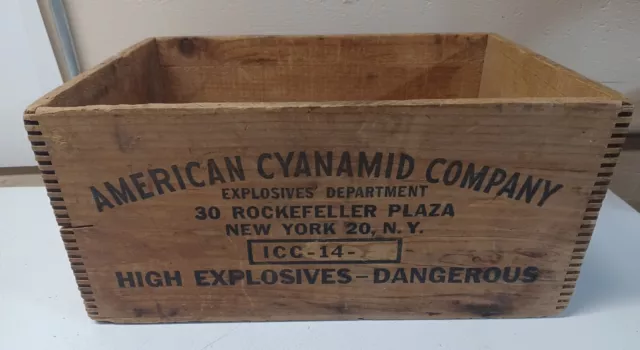 AMERICAN CYANAMID COMPANY
EXPLOSIVES DEPARTMENT
30 ROCKEFELLER PLAZA
NEW YORK 20, N.Y.
ICC-14-
HIGH EXPLOSIVES-DANGEROUS